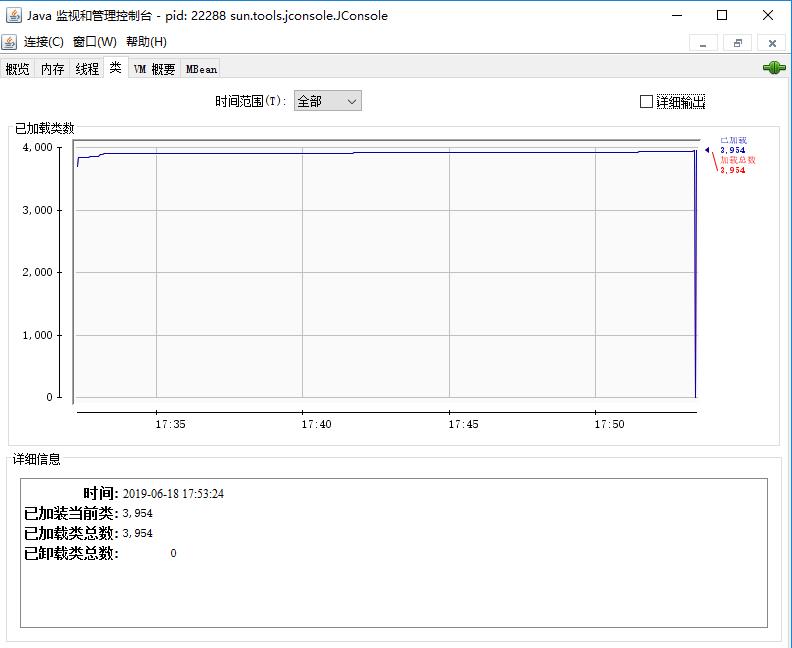 Java 监视和管理控制台 - pid: 22288 sun.tools.jconsole.JConsole
连接(C) 窗口(W) 帮助(H)
概览 内存 线程 类 VM 概要 MBean
时间范围(T): 全部 详细输出
已加载类数
4,000
3,000
2,000
1,000
0
已加载
3,954
加载总数
3,954
17:35 17:40 17:45 17:50
详细信息
时间: 2019-06-18 17:53:24
已加装当前类: 3,954
已加载类总数: 3,954
已卸载类总数: 0